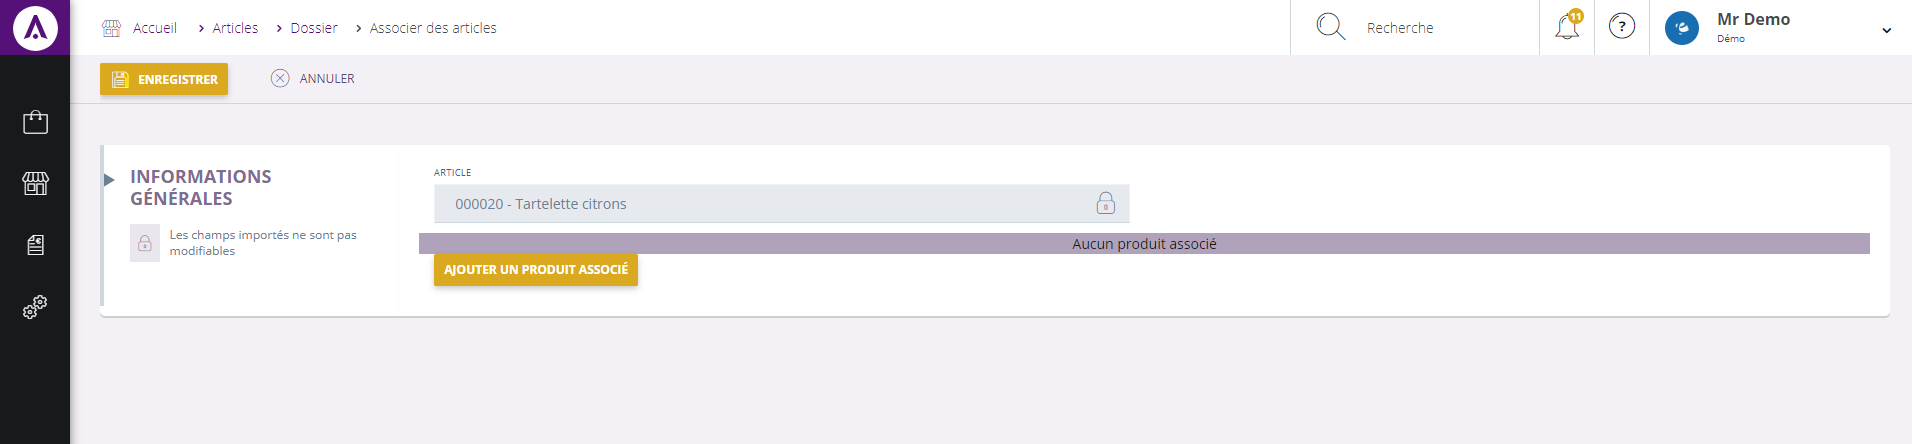 Accueil > Articles > Dossier > Associer des articles
Recherche
11
?
Mr Demo
Démo
ENREGISTRER
ANNULER
INFORMATIONS
GÉNÉRALES
Les champs importés ne sont pas
modifiables
ARTICLE
000020 - Tartelette citrons
Aucun produit associé
AJOUTER UN PRODUIT ASSOCIÉ